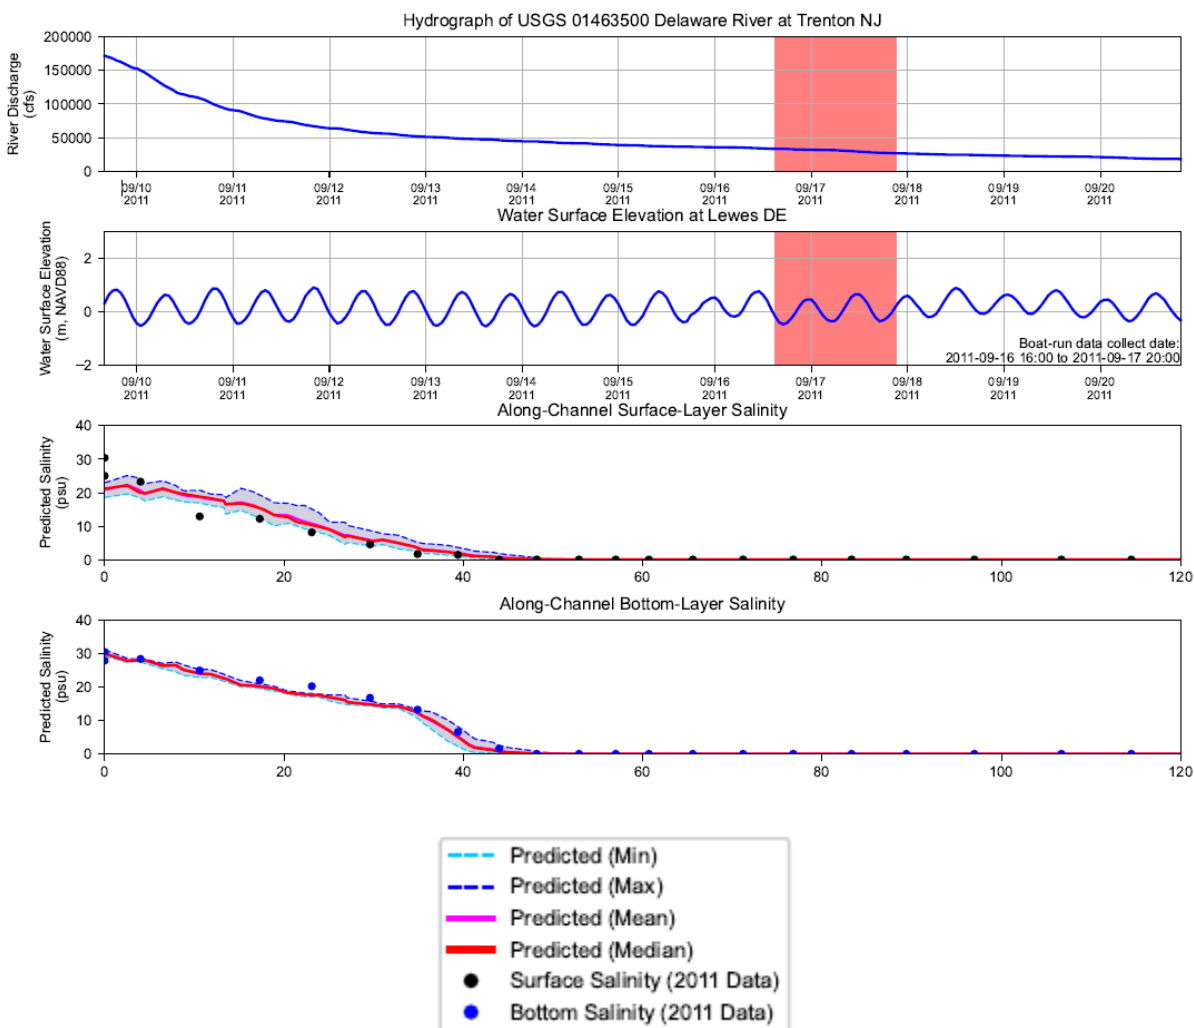 Hydrograph of USGS 01463500 Delaware River at Trenton NJ
River Discharge
(cfs)
200000
150000
100000
50000
0
09/10 09/11 09/12 09/13 09/14 09/15 09/16 09/17 09/18 09/19 09/20
2011 2011 2011 2011 2011 2011 2011 2011 2011 2011 2011
Water Surface Elevation at Lewes DE
Water Surface Elevation
(m, NAVD88)
2
0
−2
Boat-run data collect date:
2011-09-16 16:00 to 2011-09-17 20:00
09/10 09/11 09/12 09/13 09/14 09/15 09/16 09/17 09/18 09/19 09/20
2011 2011 2011 2011 2011 2011 2011 2011 2011 2011 2011
Along-Channel Surface-Layer Salinity
Predicted Salinity
(psu)
40
30
20
10
0
0 20 40 60 80 100 120
Along-Channel Bottom-Layer Salinity
Predicted Salinity
(psu)
40
30
20
10
0
0 20 40 60 80 100 120
Predicted (Min)
Predicted (Max)
Predicted (Mean)
Predicted (Median)
Surface Salinity (2011 Data)
Bottom Salinity (2011 Data)